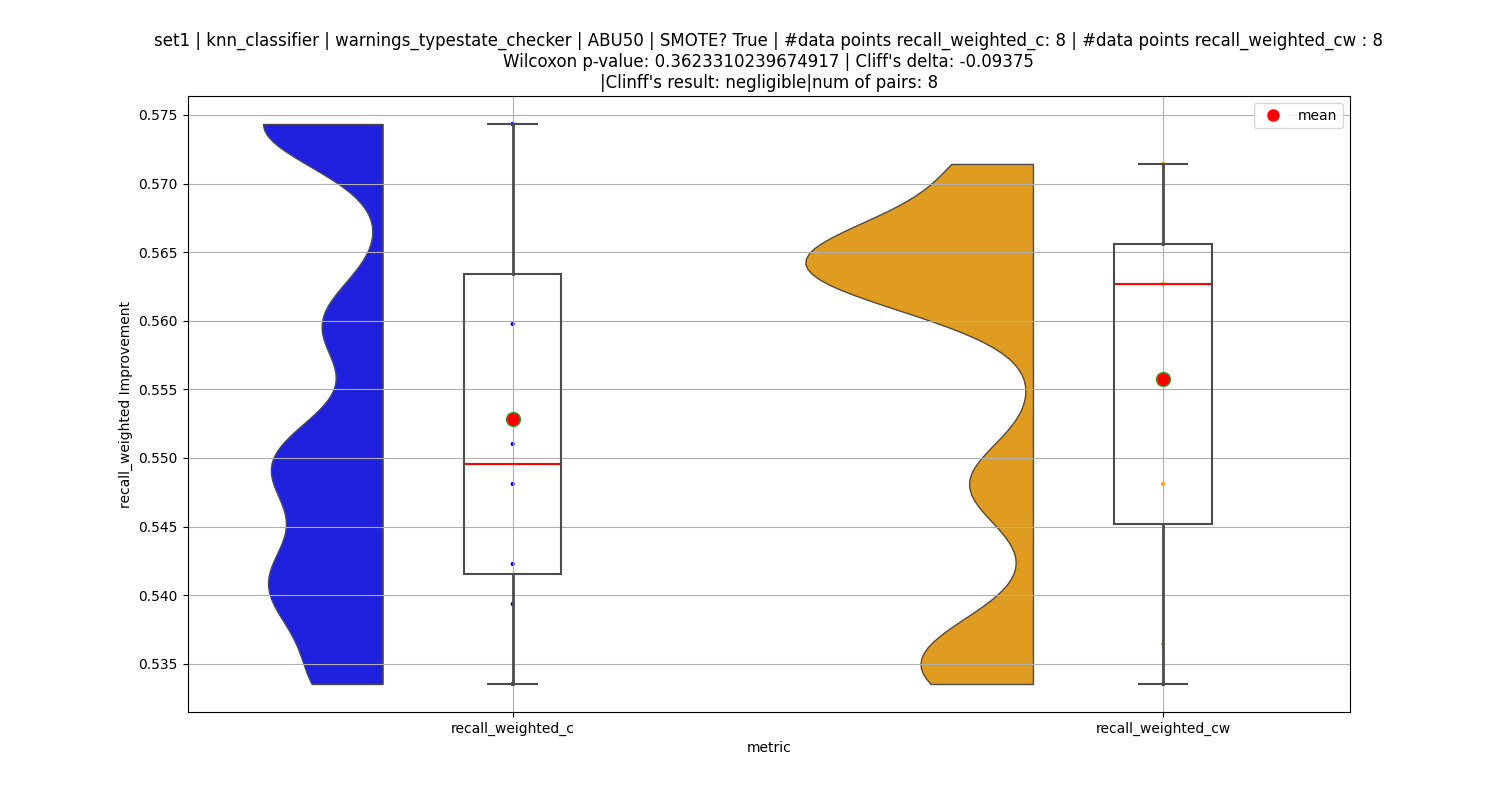 set1 | knn_classifier | warnings_typestate_checker | ABU50 | SMOTE? True | #data points recall_weighted_c: 8 | #data points recall_weighted_cw : 8
Wilcoxon p-value: 0.3623310239674917 | Cliff's delta: -0.09375
|Clinff's result: negligible|num of pairs: 8
mean
0.575
0.570
0.565
0.560
0.555
0.550
0.545
0.540
0.535
recall_weighted Improvement
recall_weighted_c
recall_weighted_cw
metric